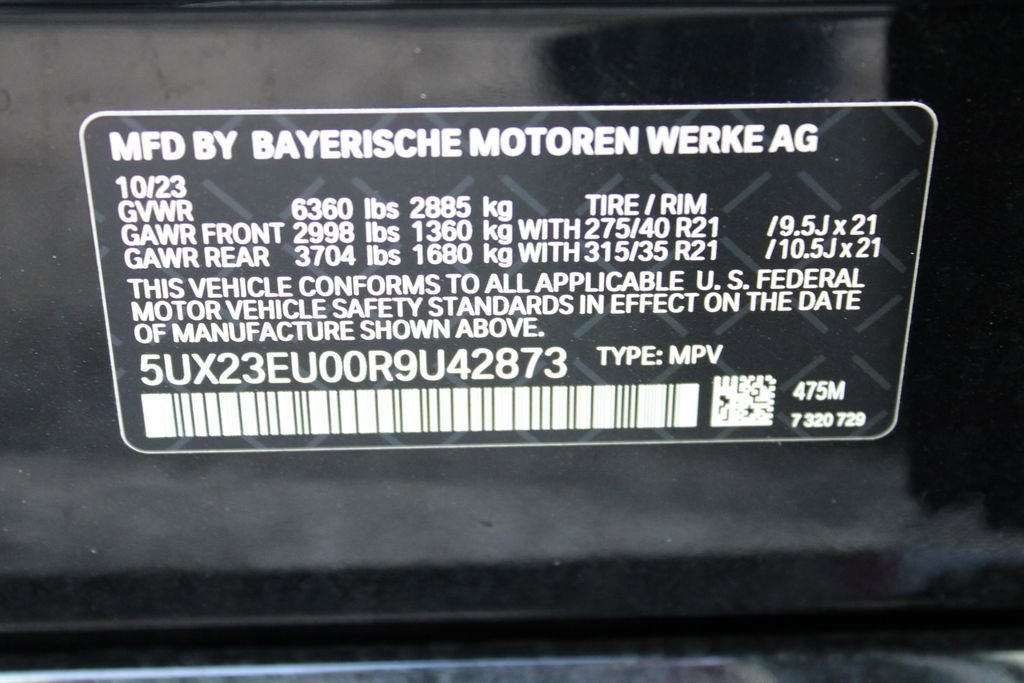 MFD BY BAYERISCHE MOTOREN WERKE AG
10/23
GVWR 6360 lbs 2885 kg TIRE / RIM
GAWR FRONT 2998 lbs 1360 kg WITH 275/40 R21 /9.5J x 21
GAWR REAR 3704 lbs 1680 kg WITH 315/35 R21 /10.5J x 21
THIS VEHICLE CONFORMS TO ALL APPLICABLE U. S. FEDERAL
MOTOR VEHICLE SAFETY STANDARDS IN EFFECT ON THE DATE
OF MANUFACTURE SHOWN ABOVE.
5UX23EU00R9U42873 TYPE: MPV
475M
7 320 729